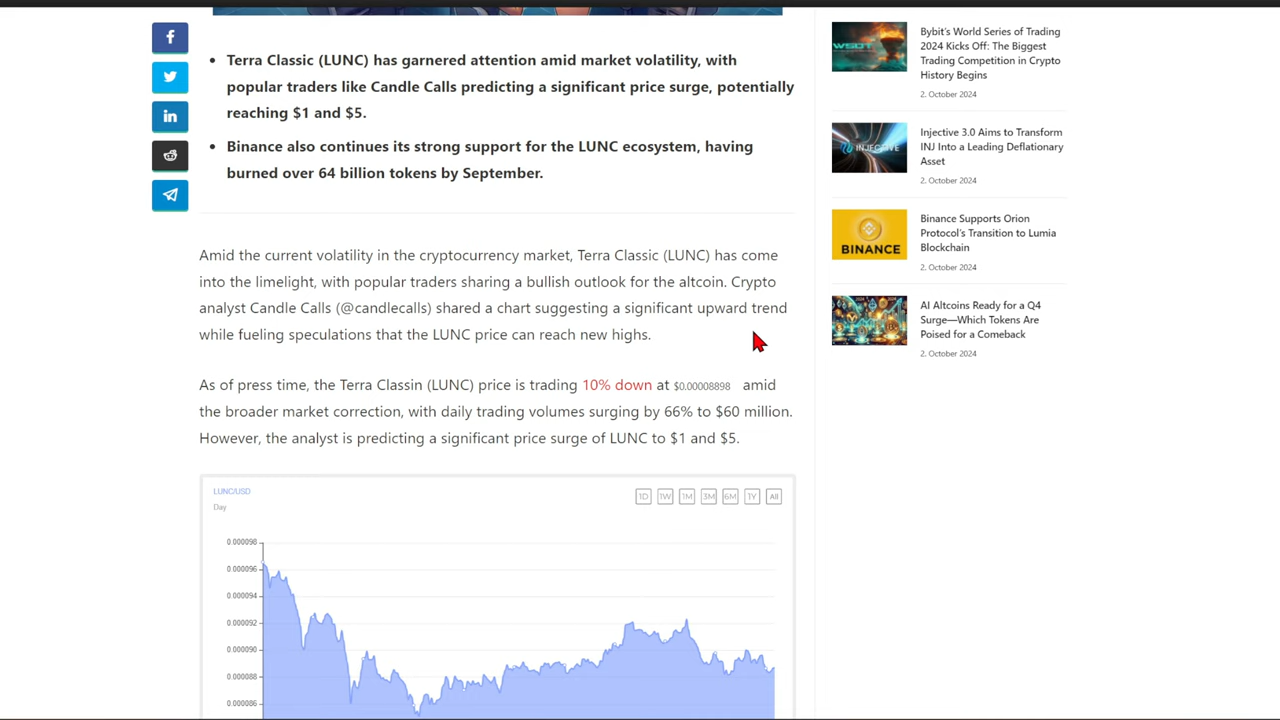 Terra Classic (LUNC) has garnered attention amid market volatility, with
popular traders like Candle Calls predicting a significant price surge, potentially
reaching $1 and $5.
Binance also continues its strong support for the LUNC ecosystem, having
burned over 64 billion tokens by September.
Amid the current volatility in the cryptocurrency market, Terra Classic (LUNC) has come
into the limelight, with popular traders sharing a bullish outlook for the altcoin. Crypto
analyst Candle Calls (@candlecalls) shared a chart suggesting a significant upward trend
while fueling speculations that the LUNC price can reach new highs.
As of press time, the Terra Classin (LUNC) price is trading 10% down at $0.00008898 amid
the broader market correction, with daily trading volumes surging by 66% to $60 million.
However, the analyst is predicting a significant price surge of LUNC to $1 and $5.
LUNC/USD
Day
1D 1W 1M 3M 6M 1Y All
0.000098
0.000096
0.000094
0.000092
0.000090
0.000088
0.000086
WSOT
Bybit's World Series of Trading
2024 Kicks Off: The Biggest
Trading Competition in Crypto
History Begins
2. October 2024
INJECTIVE
Injective 3.0 Aims to Transform
INJ Into a Leading Deflationary
Asset
2. October 2024
BINANCE
Binance Supports Orion
Protocol's Transition to Lumia
Blockchain
2. October 2024
AI Altcoins Ready for a Q4
Surge—Which Tokens Are
Poised for a Comeback
2. October 2024